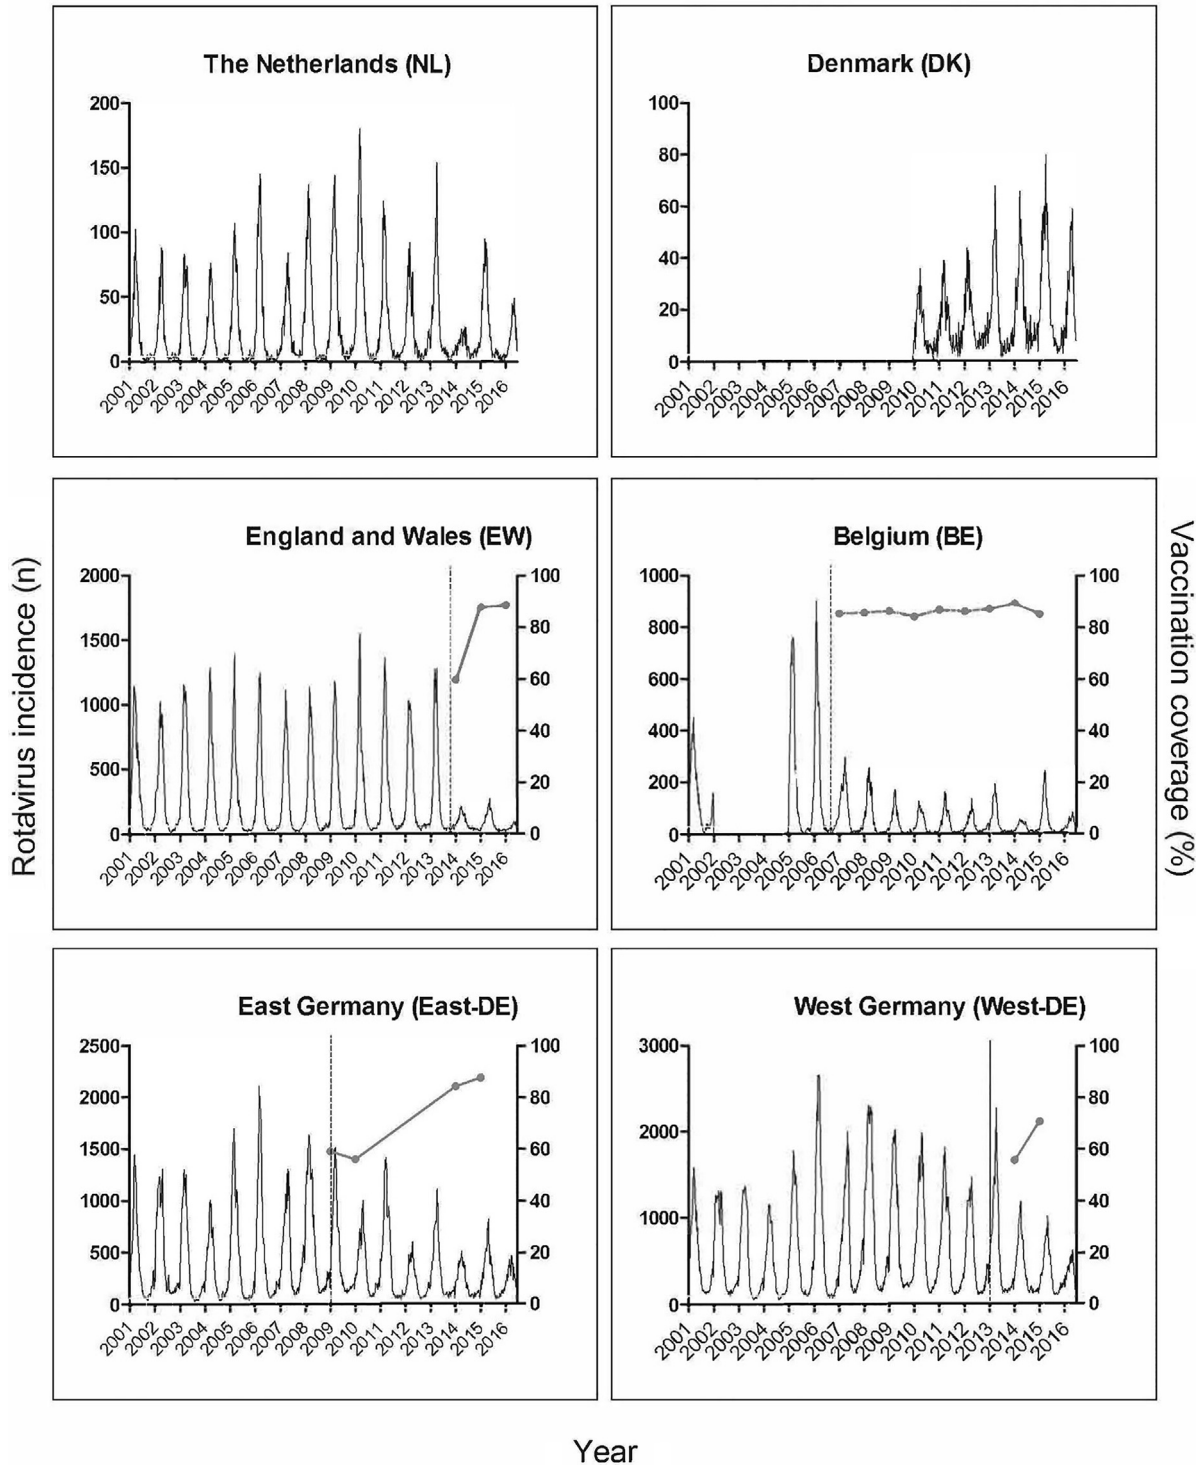 The Netherlands (NL)
200
150
100
50
0
2001 2002 2003 2004 2005 2006 2007 2008 2009 2010 2011 2012 2013 2014 2015 2016
Denmark (DK)
100
80
60
40
20
0
2001 2002 2003 2004 2005 2006 2007 2008 2009 2010 2011 2012 2013 2014 2015 2016
Rotavirus incidence (n)
England and Wales (EW)
2000 100
1500 80
1000 60
500 40
0 20
0
2001 2002 2003 2004 2005 2006 2007 2008 2009 2010 2011 2012 2013 2014 2015 2016
Belgium (BE)
1000 100
800 80
600 60
400 40
200 20
0 0
2001 2002 2003 2004 2005 2006 2007 2008 2009 2010 2011 2012 2013 2014 2015 2016
Vaccination coverage (%)
East Germany (East-DE)
2500 100
2000 80
1500 60
1000 40
500 20
0 0
2001 2002 2003 2004 2005 2006 2007 2008 2009 2010 2011 2012 2013 2014 2015 2016
West Germany (West-DE)
3000 100
2000 80
1000 60
0 40
20
0
2001 2002 2003 2004 2005 2006 2007 2008 2009 2010 2011 2012 2013 2014 2015 2016
Year